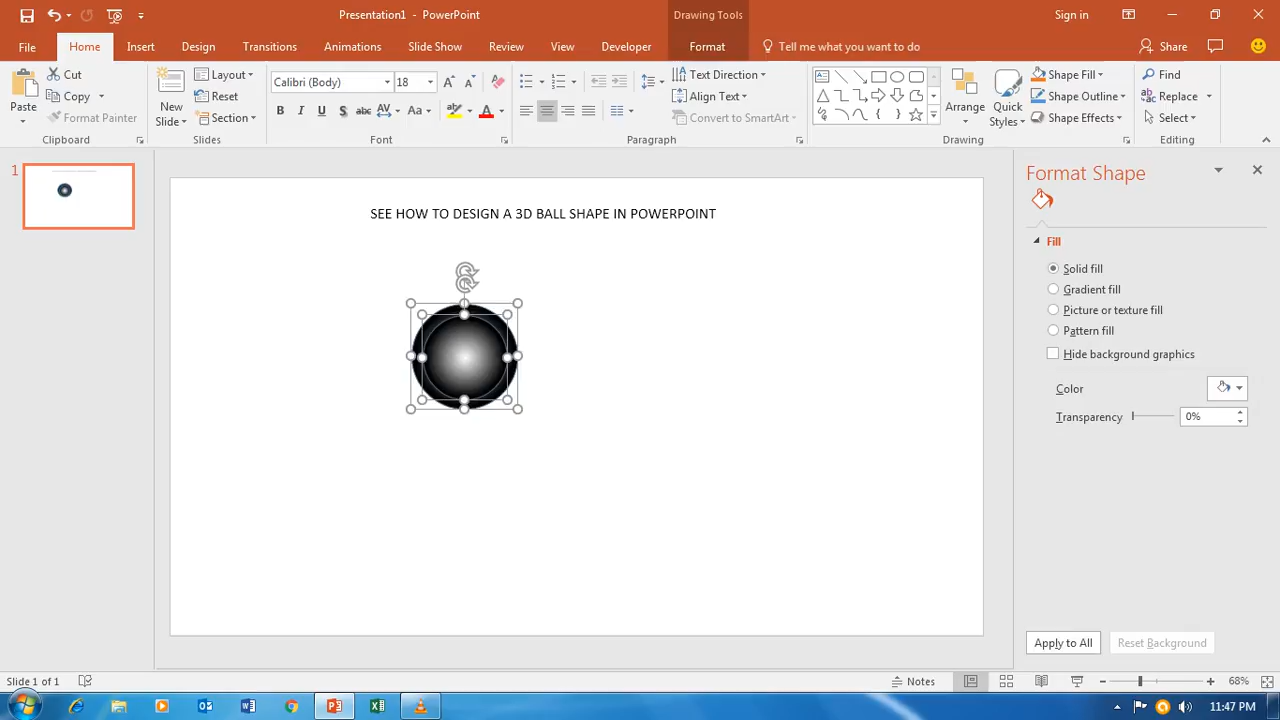 Presentation1 - PowerPoint
Drawing Tools
Sign in
File
Home
Insert
Design
Transitions
Animations
Slide Show
Review
View
Developer
Format
Tell me what you want to do
Share
Paste
Cut
Copy
Format Painter
Clipboard
New Slide
Layout
Reset
Section
Slides
Calibri (Body)
18
B I U S abc AV Aa A
Font
Text Direction
Align Text
Convert to SmartArt
Paragraph
Arrange
Quick Styles
Shape Fill
Shape Outline
Shape Effects
Drawing
Find
Replace
Select
Editing
1
SEE HOW TO DESIGN A 3D BALL SHAPE IN POWERPOINT
Format Shape
Fill
Solid fill
Gradient fill
Picture or texture fill
Pattern fill
Hide background graphics
Color
Transparency
0%
Apply to All
Reset Background
Slide 1 of 1
Notes
68%
11:47 PM